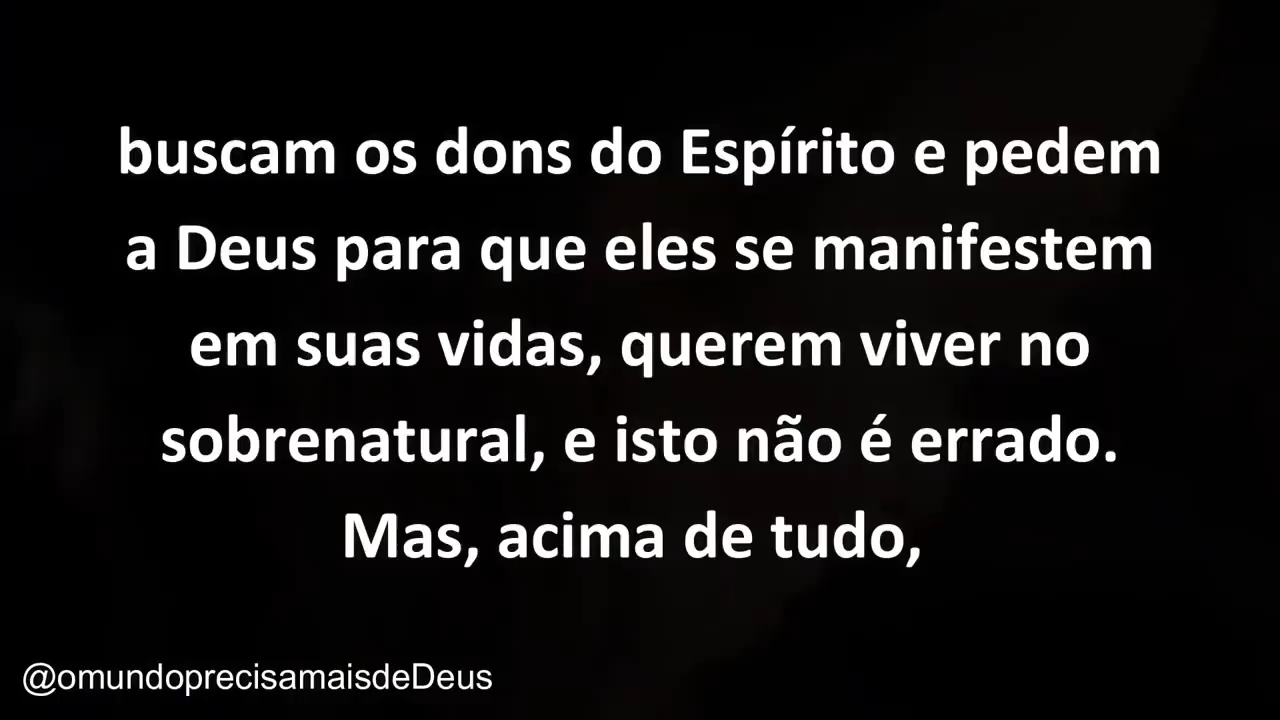 buscam os dons do Espírito e pedem
a Deus para que eles se manifestem
em suas vidas, querem viver no
sobrenatural, e isto não é errado.
Mas, acima de tudo,
@omundoprecisamaisdeDeus